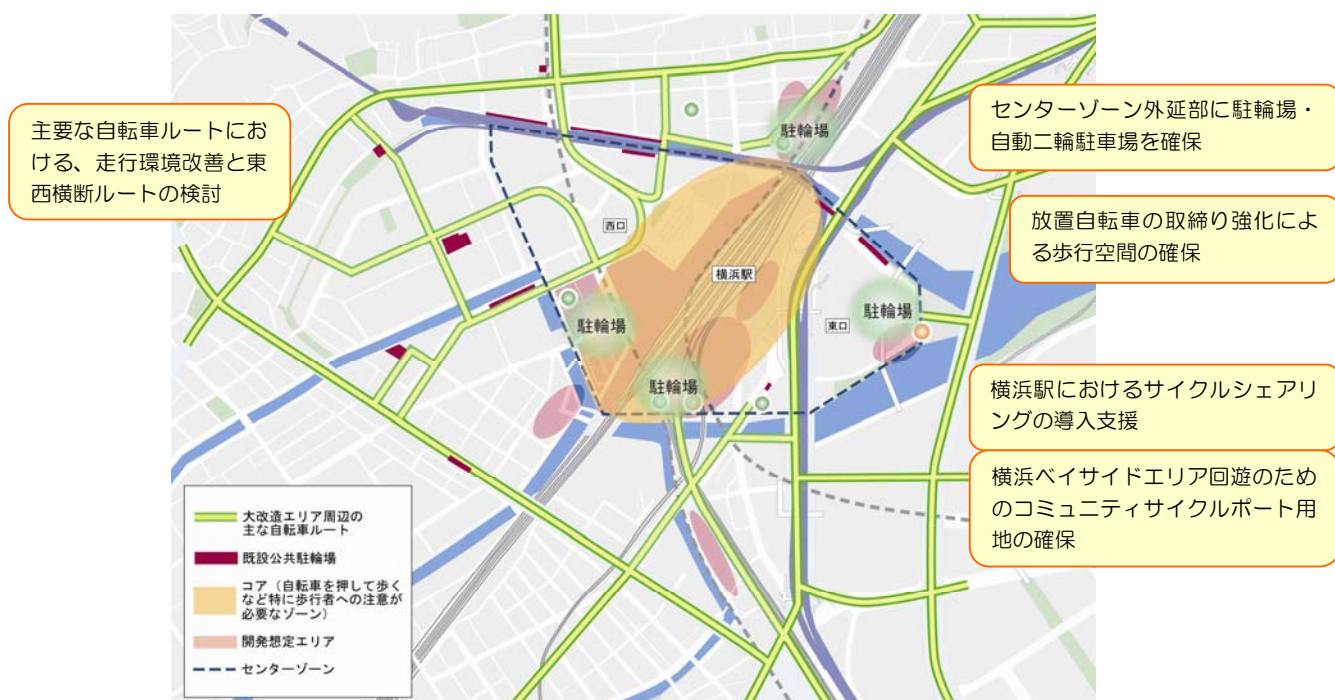 主要な自転車ルートにお
ける、走行環境改善と東
西横断ルートの検討
センターゾーン外延部に駐輪場・
自動二輪駐車場を確保
放置自転車の取締り強化によ
る歩行空間の確保
横浜駅におけるサイクルシェアリ
ングの導入支援
横浜ベイサイドエリア回遊のため
のコミュニティサイクルポート用
地の確保
駐輪場
西口
横浜駅
駐輪場
東口
駐輪場
駐輪場
大改造エリア周辺の
主な自転車ルート
既設公共駐輪場
コア（自転車を押して歩く
など特に歩行者への注意が
必要なゾーン）
開発想定エリア
センターゾーン